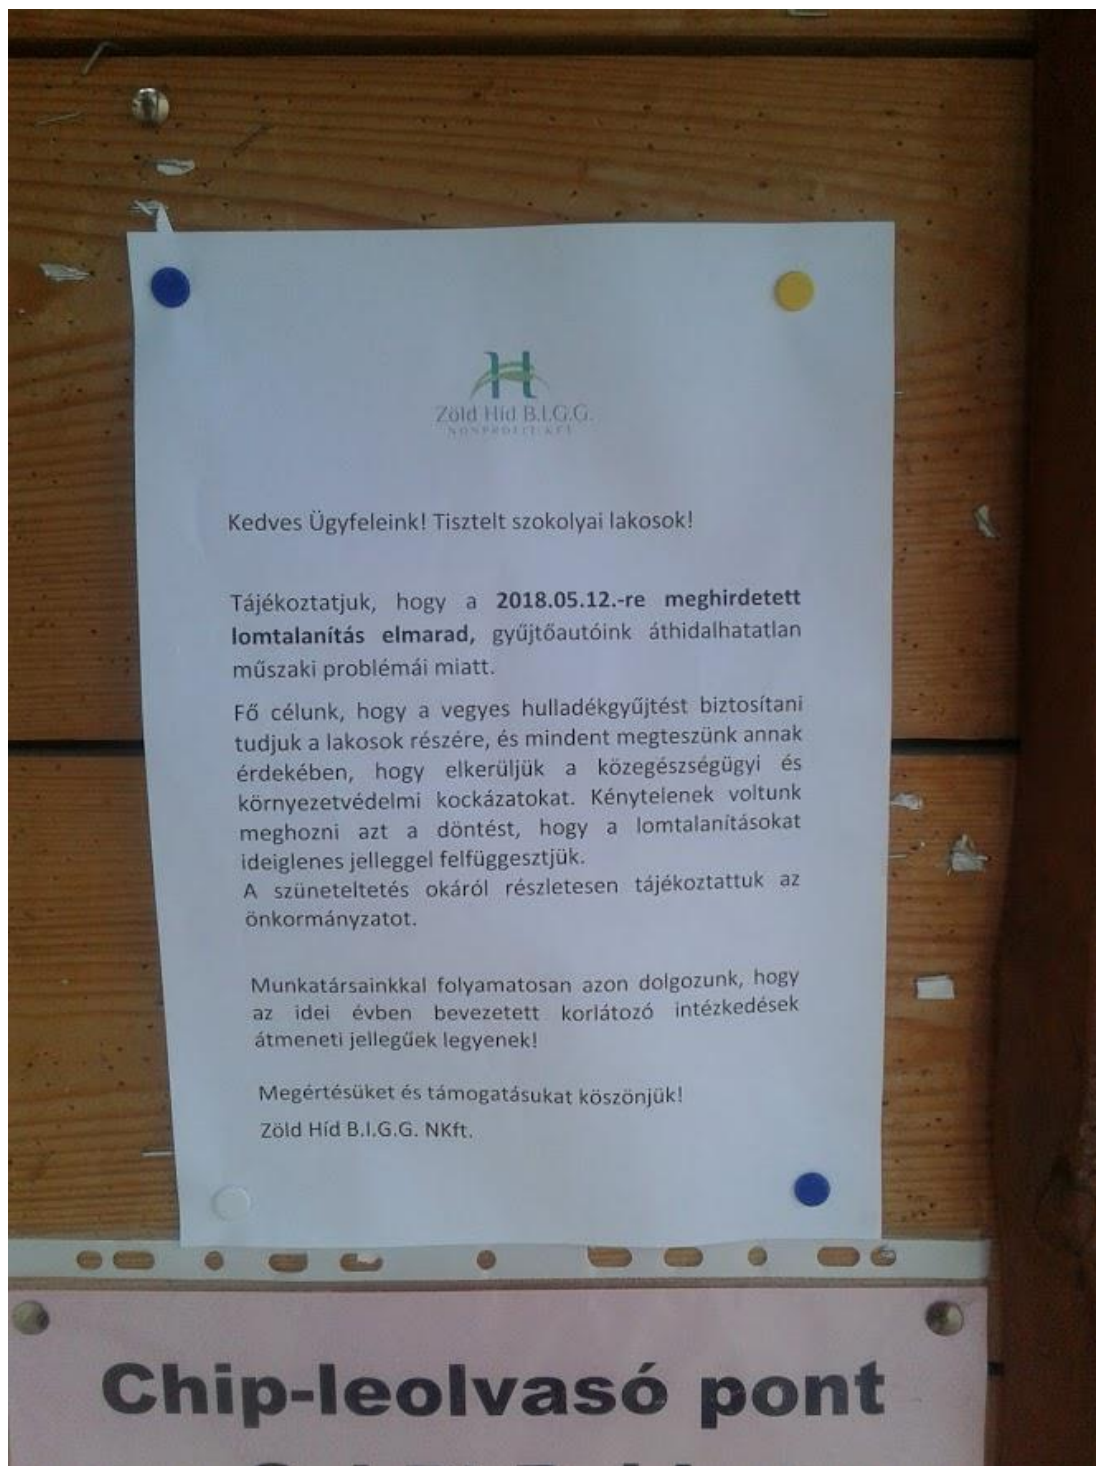 H
Zöld Híd B.I.G.G.
NONPROFIT KFT.
Kedves Ügyfeleink! Tisztelt szokolyai lakosok!
Tájékoztatjuk, hogy a 2018.05.12.-re meghirdetett
lomtalanítás elmarad, gyűjtőautóink áthidalhatatlan
műszaki problémái miatt.
Fő célunk, hogy a vegyes hulladékgyűjtést biztosítani
tudjuk a lakosok részére, és mindent megteszünk annak
érdekében, hogy elkerüljük a közegészségügyi és
környezetvédelmi kockázatokat. Kénytelenek voltunk
meghozni azt a döntést, hogy a lomtalanításokat
ideiglenes jelleggel felfüggesztjük.
A szüneteltetés okáról részletesen tájékoztattuk az
önkormányzatot.
Munkatársainkkal folyamatosan azon dolgozunk, hogy
az idei évben bevezetett korlátozó intézkedések
átmeneti jellegűek legyenek!
Megértésüket és támogatásukat köszönjük!
Zöld Híd B.I.G.G. NKft.
Chip-leolvasó pont